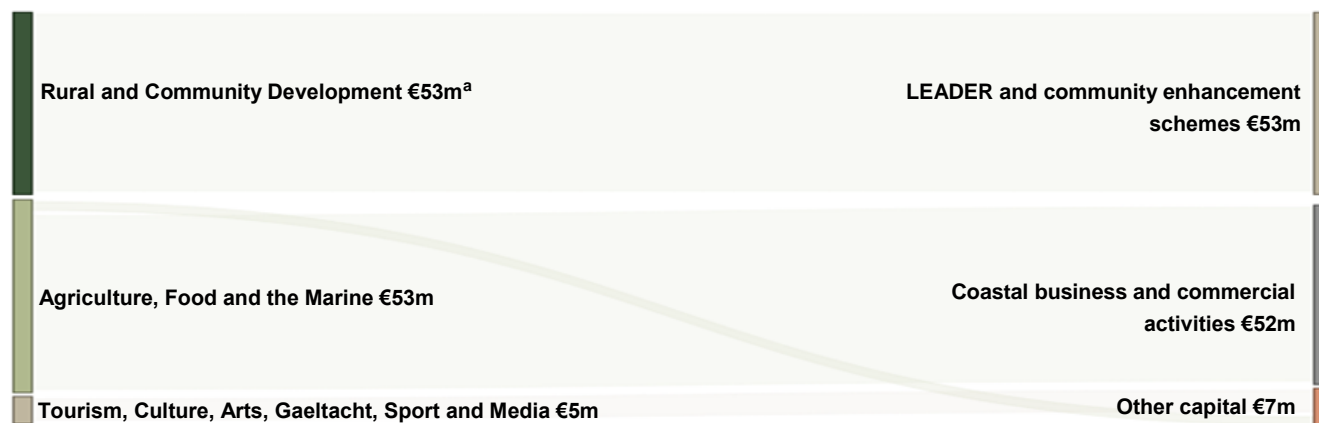 Rural and Community Development €53mᵃ
LEADER and community enhancement
schemes €53m
Agriculture, Food and the Marine €53m
Coastal business and commercial
activities €52m
Tourism, Culture, Arts, Gaeltacht, Sport and Media €5m
Other capital €7m